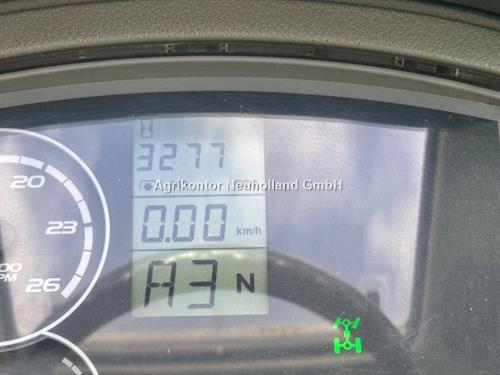 3277
Agrikontor Neuholland GmbH
20
0.00 km/h
23
A3 N
26